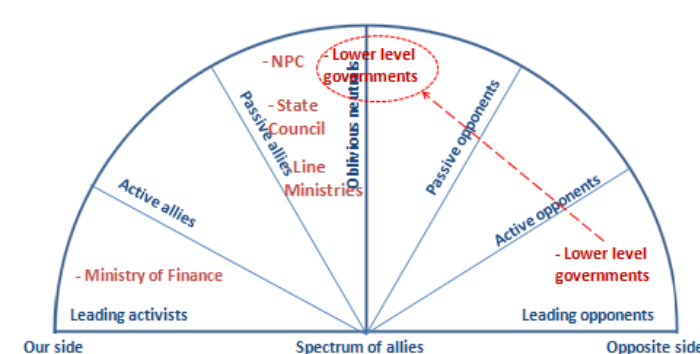 - NPC
- Lower level
governments
- State
Council
- Line
Ministries
Passive allies
Oblivious neutrals
Passive opponents
Active allies
Active opponents
- Ministry of Finance
- Lower level
governments
Leading activists
Leading opponents
Our side
Spectrum of allies
Opposite side